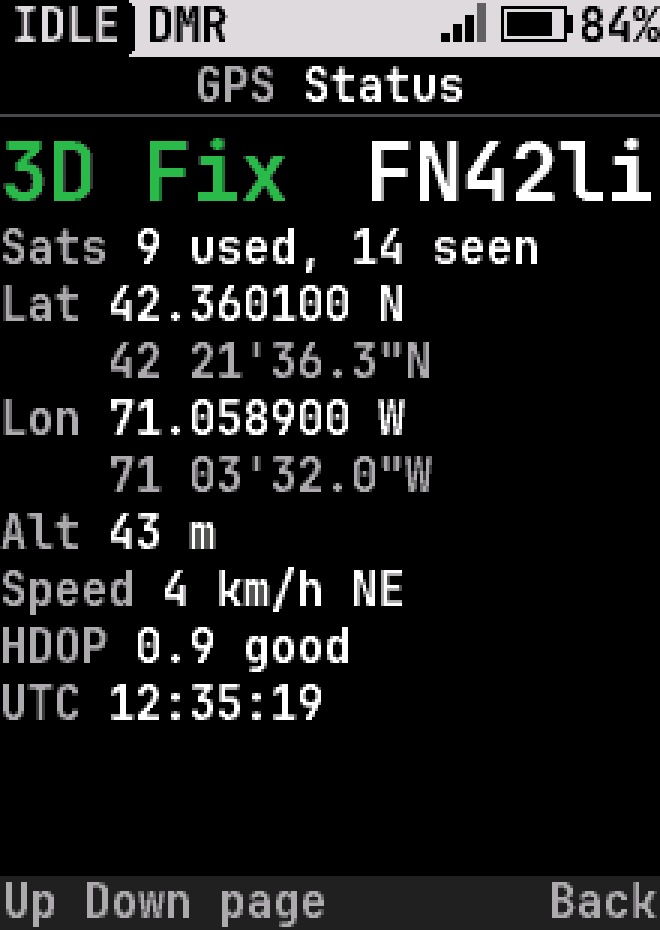 IDLE DMR 84%
GPS Status
3D Fix FN42li
Sats 9 used, 14 seen
Lat 42.360100 N
42 21'36.3"N
Lon 71.058900 W
71 03'32.0"W
Alt 43 m
Speed 4 km/h NE
HDOP 0.9 good
UTC 12:35:19
Up Down page Back